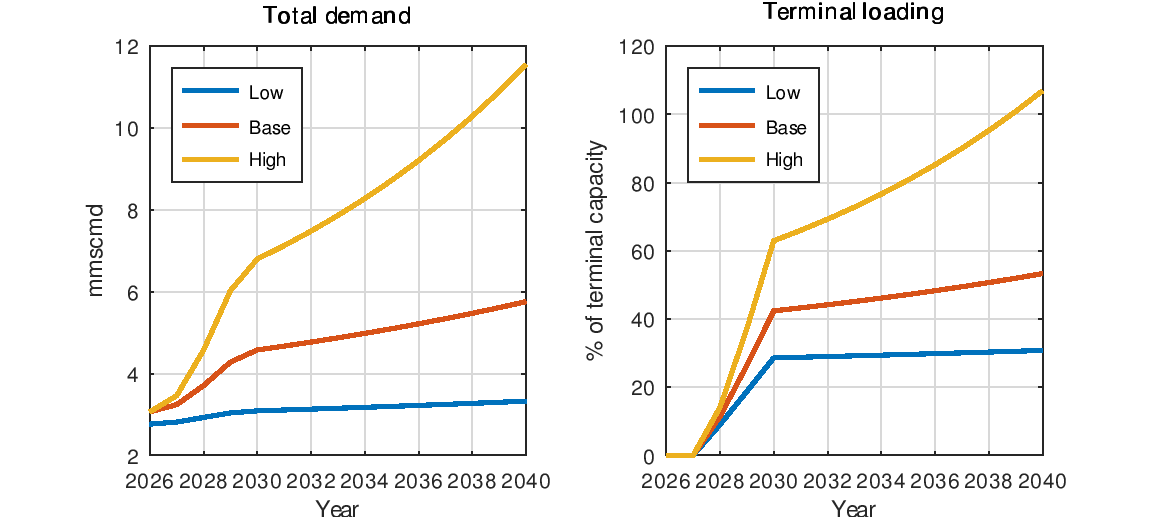 Total demand
12
10
8
6
4
2
mmscmd
Low
Base
High
2026 2028 2030 2032 2034 2036 2038 2040
Year
Terminal loading
120
100
80
60
40
20
0
% of terminal capacity
Low
Base
High
2026 2028 2030 2032 2034 2036 2038 2040
Year